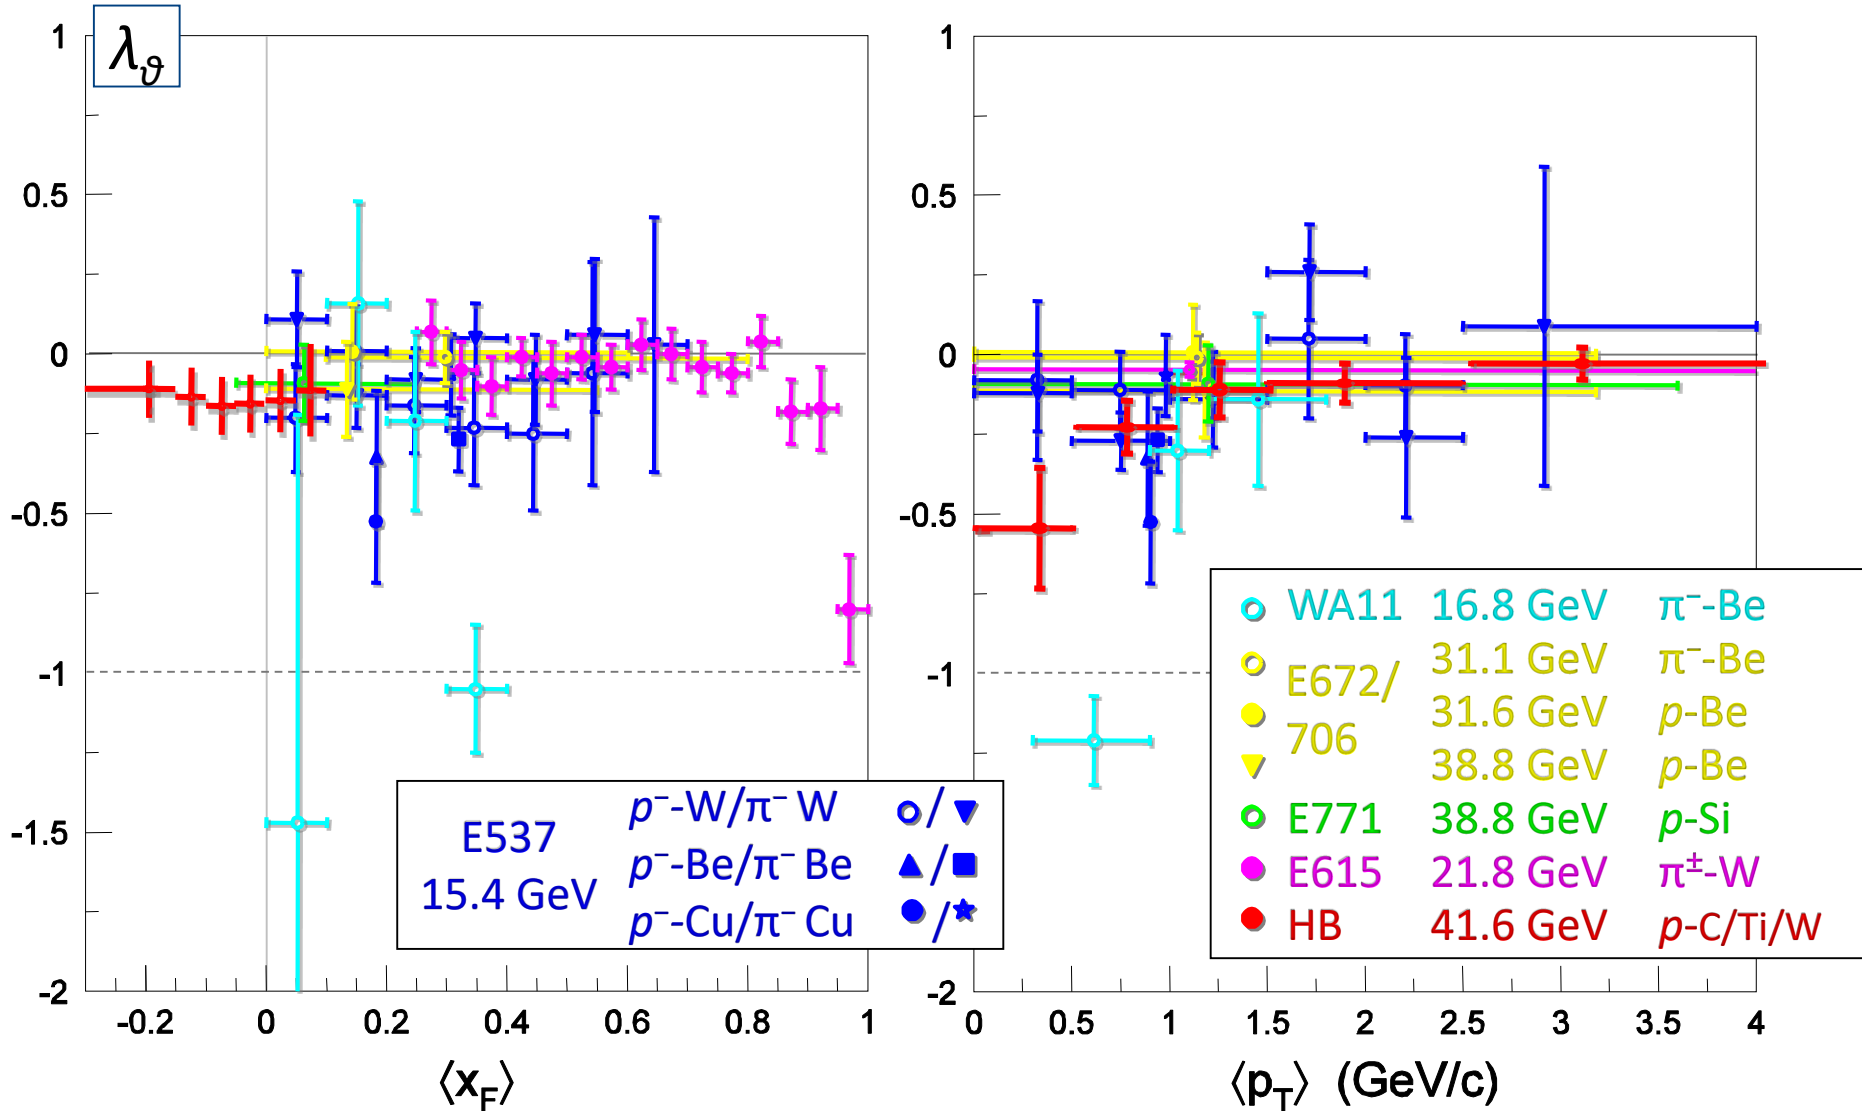 λϑ
1
0.5
0
-0.5
-1
-1.5
-2
-0.2 0 0.2 0.4 0.6 0.8 1
⟨xF⟩
E537
15.4 GeV
p⁻-W/π⁻ W /
p⁻-Be/π⁻ Be /
p⁻-Cu/π⁻ Cu /
1
0.5
0
-0.5
-1
-2
0 0.5 1 1.5 2 2.5 3 3.5 4
⟨pT⟩ (GeV/c)
WA11 16.8 GeV π⁻-Be
E672/
706
31.1 GeV π⁻-Be
31.6 GeV p-Be
38.8 GeV p-Be
E771 38.8 GeV p-Si
E615 21.8 GeV π±-W
HB 41.6 GeV p-C/Ti/W